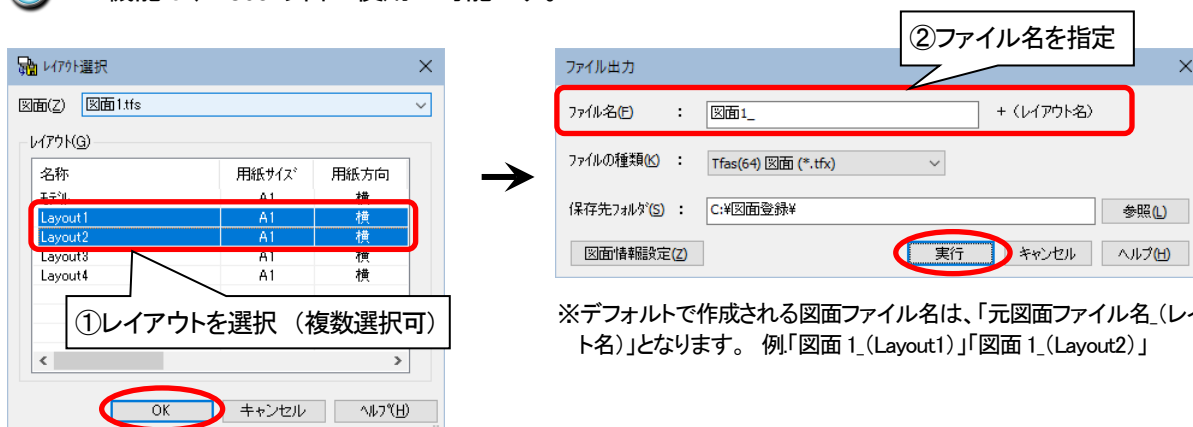 ②ファイル名を指定
レイアウト選択
図面(Z) 図面1.tfs
レイアウト(G)
名称 用紙サイズ 用紙方向
モデル A1 横
Layout1 A1 横
Layout2 A1 横
Layout3 A1 横
Layout4 A1 横
①レイアウトを選択 （複数選択可）
OK キャンセル ヘルプ(H)
ファイル出力
ファイル名(F) : 図面1_ + （レイアウト名）
ファイルの種類(K) : Tfas(64) 図面 (*.tfx)
保存先フォルダ(S) : C:¥図面登録¥ 参照(L)
図面情報設定(Z) 実行 キャンセル ヘルプ(H)
※デフォルトで作成される図面ファイル名は、「元図面ファイル名_（レイ
ト名）」となります。 例.「図面1_（Layout1）」「図面1_（Layout2）」